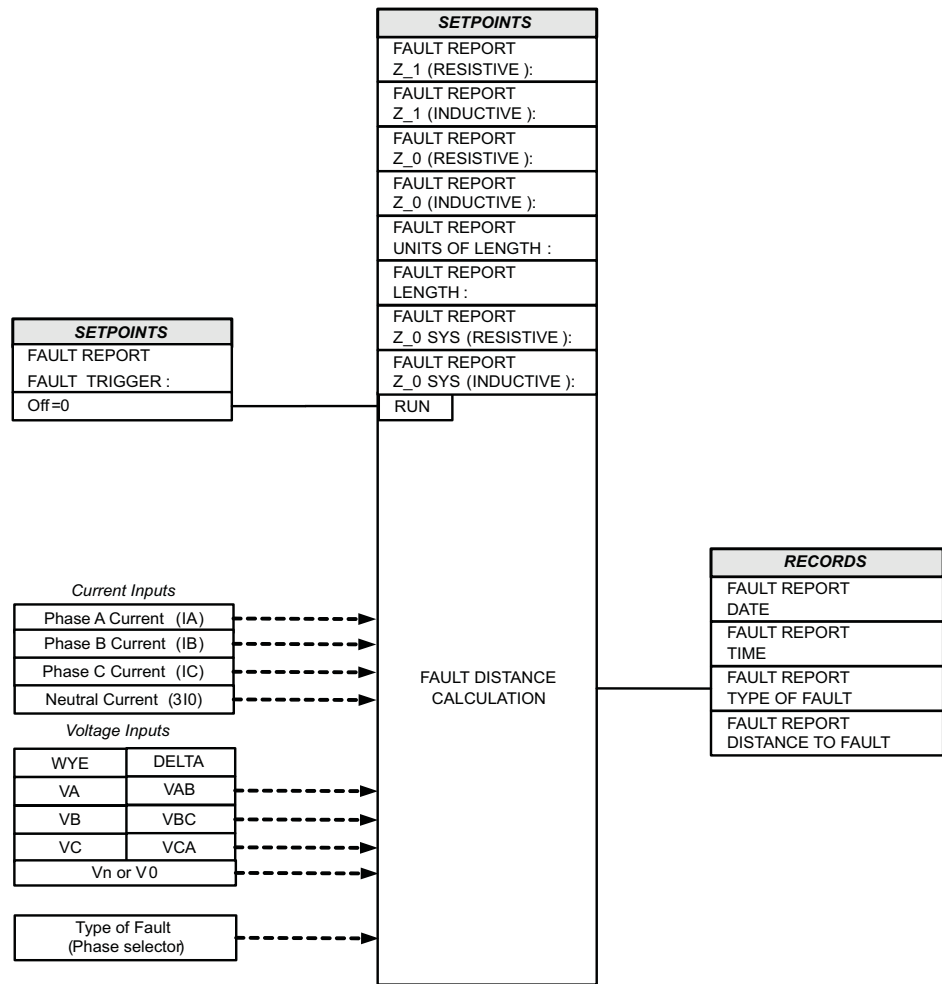 SETPOINTS
FAULT REPORT
Z_1 (RESISTIVE ):
FAULT REPORT
Z_1 (INDUCTIVE ):
FAULT REPORT
Z_0 (RESISTIVE ):
FAULT REPORT
Z_0 (INDUCTIVE ):
FAULT REPORT
UNITS OF LENGTH :
FAULT REPORT
LENGTH :
FAULT REPORT
Z_0 SYS (RESISTIVE ):
FAULT REPORT
Z_0 SYS (INDUCTIVE ):
RUN
SETPOINTS
FAULT REPORT
FAULT TRIGGER :
Off=0
Current Inputs
Phase A Current (IA)
Phase B Current (IB)
Phase C Current (IC)
Neutral Current (3I0)
Voltage Inputs
WYE DELTA
VA VAB
VB VBC
VC VCA
Vn or V0
Type of Fault
(Phase selector)
FAULT DISTANCE
CALCULATION
RECORDS
FAULT REPORT
DATE
FAULT REPORT
TIME
FAULT REPORT
TYPE OF FAULT
FAULT REPORT
DISTANCE TO FAULT